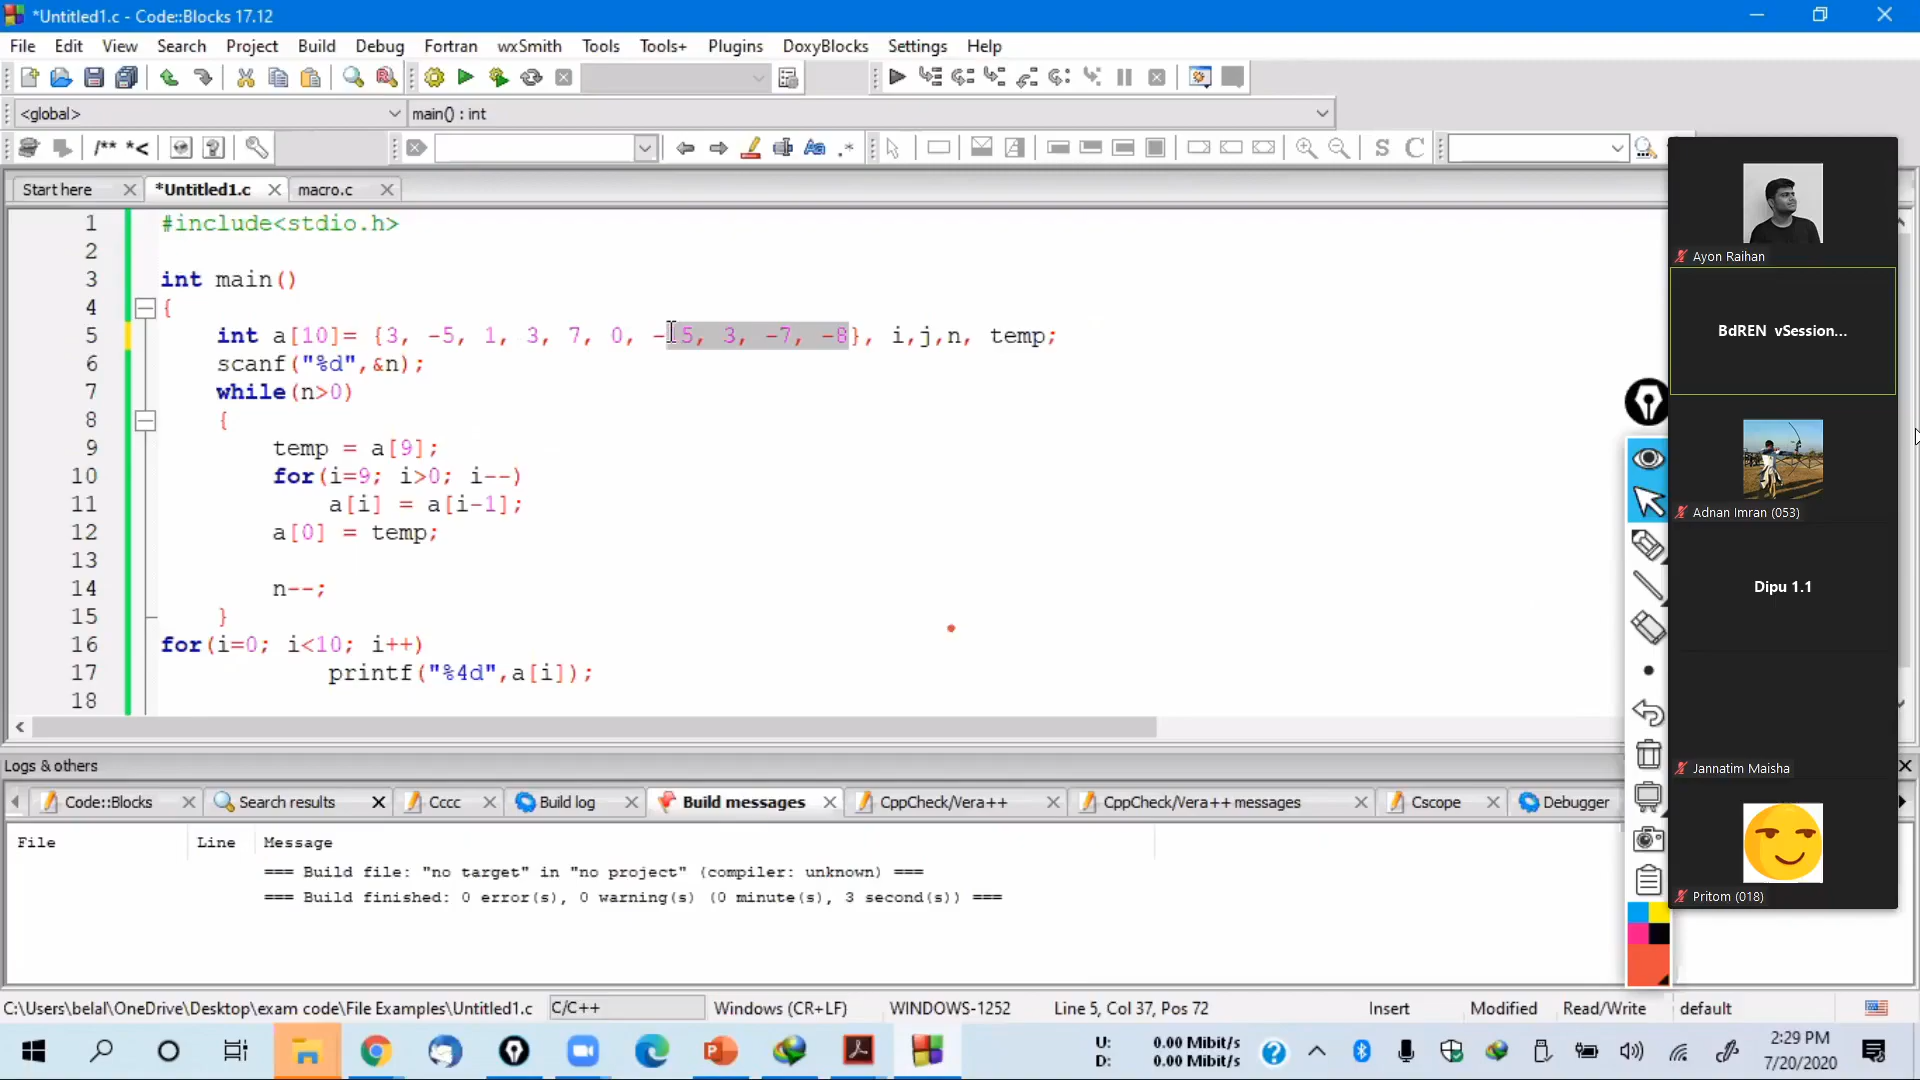 *Untitled1.c - Code::Blocks 17.12
File Edit View Search Project Build Debug Fortran wxSmith Tools Tools+ Plugins DoxyBlocks Settings Help
<global> main() : int
/** *< .* S C
Start here *Untitled1.c macro.c
1 #include<stdio.h>
2
3 int main()
4 {
5 int a[10]= {3, -5, 1, 3, 7, 0, -15, 3, -7, -8}, i,j,n, temp;
6 scanf("%d",&n);
7 while(n>0)
8 {
9 temp = a[9];
10 for(i=9; i>0; i--)
11 a[i] = a[i-1];
12 a[0] = temp;
13
14 n--;
15 }
16 for(i=0; i<10; i++)
17 printf("%4d",a[i]);
18
Ayon Raihan
BdREN vSession...
Adnan Imran (053)
Dipu 1.1
Jannatim Maisha
Pritom (018)
Logs & others
Code::Blocks Search results Cccc Build log Build messages CppCheck/Vera++ CppCheck/Vera++ messages Cscope Debugger
File Line Message
=== Build file: "no target" in "no project" (compiler: unknown) ===
=== Build finished: 0 error(s), 0 warning(s) (0 minute(s), 3 second(s)) ===
C:\Users\belal\OneDrive\Desktop\exam code\File Examples\Untitled1.c C/C++ Windows (CR+LF) WINDOWS-1252 Line 5, Col 37, Pos 72 Insert Modified Read/Write default
U: 0.00 Mibit/s
D: 0.00 Mibit/s
2:29 PM
7/20/2020